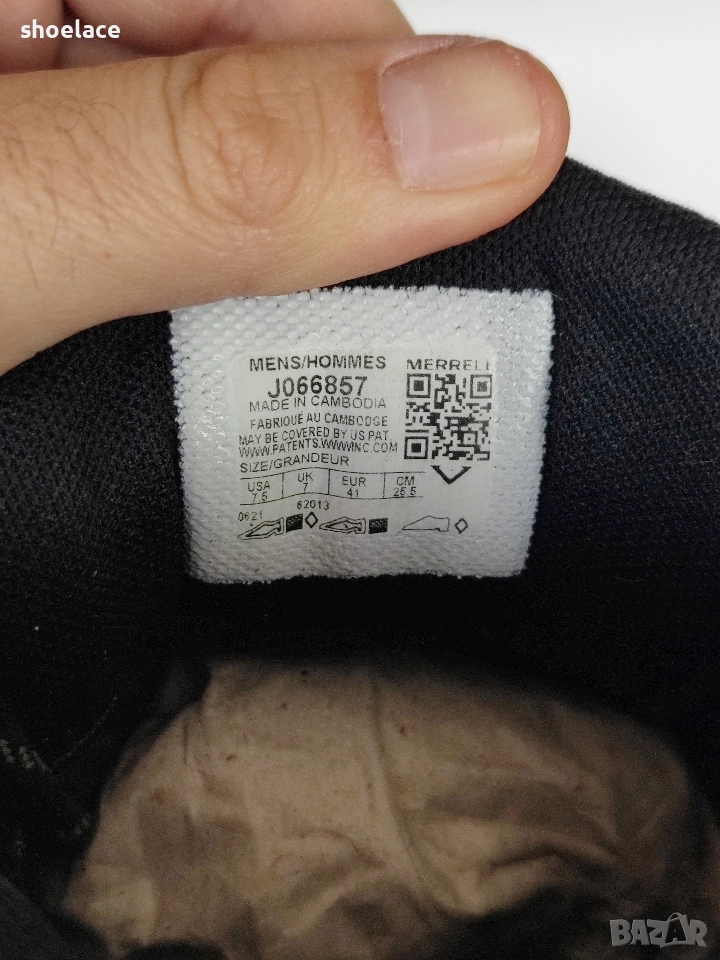 shoelace
MENS/HOMMES
J066857
MADE IN CAMBODIA
FABRIQUÉ AU CAMBODGE
MAY BE COVERED BY US PAT.
WWW.PATENTS.WWWINC.COM
MERRELL
SIZE/GRANDEUR
USA UK EUR CM
7.5 7 41 25.5
0621 62013
BAZAR